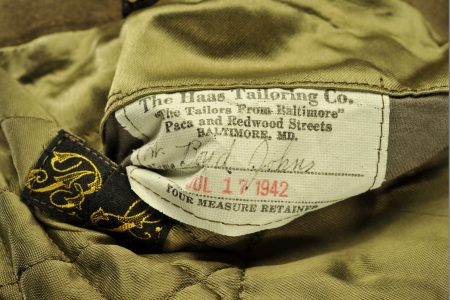 The Haas Tailoring Co.
"The Tailors From Baltimore"
Paca and Redwood Streets
BALTIMORE, MD.
Boyd Johns
JUL 17 1942
YOUR MEASURE RETAINED